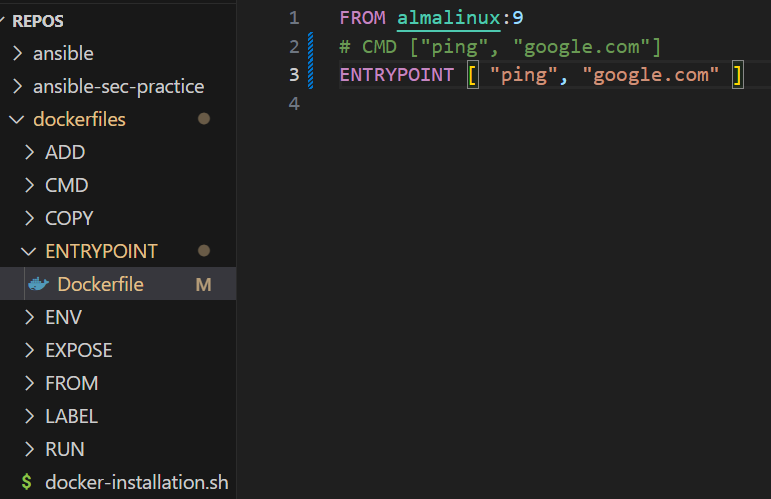 REPOS
ansible
ansible-sec-practice
dockerfiles
ADD
CMD
COPY
ENTRYPOINT
Dockerfile M
ENV
EXPOSE
FROM
LABEL
RUN
$ docker-installation.sh
1 FROM almalinux:9
2 # CMD ["ping", "google.com"]
3 ENTRYPOINT [ "ping", "google.com" ]
4